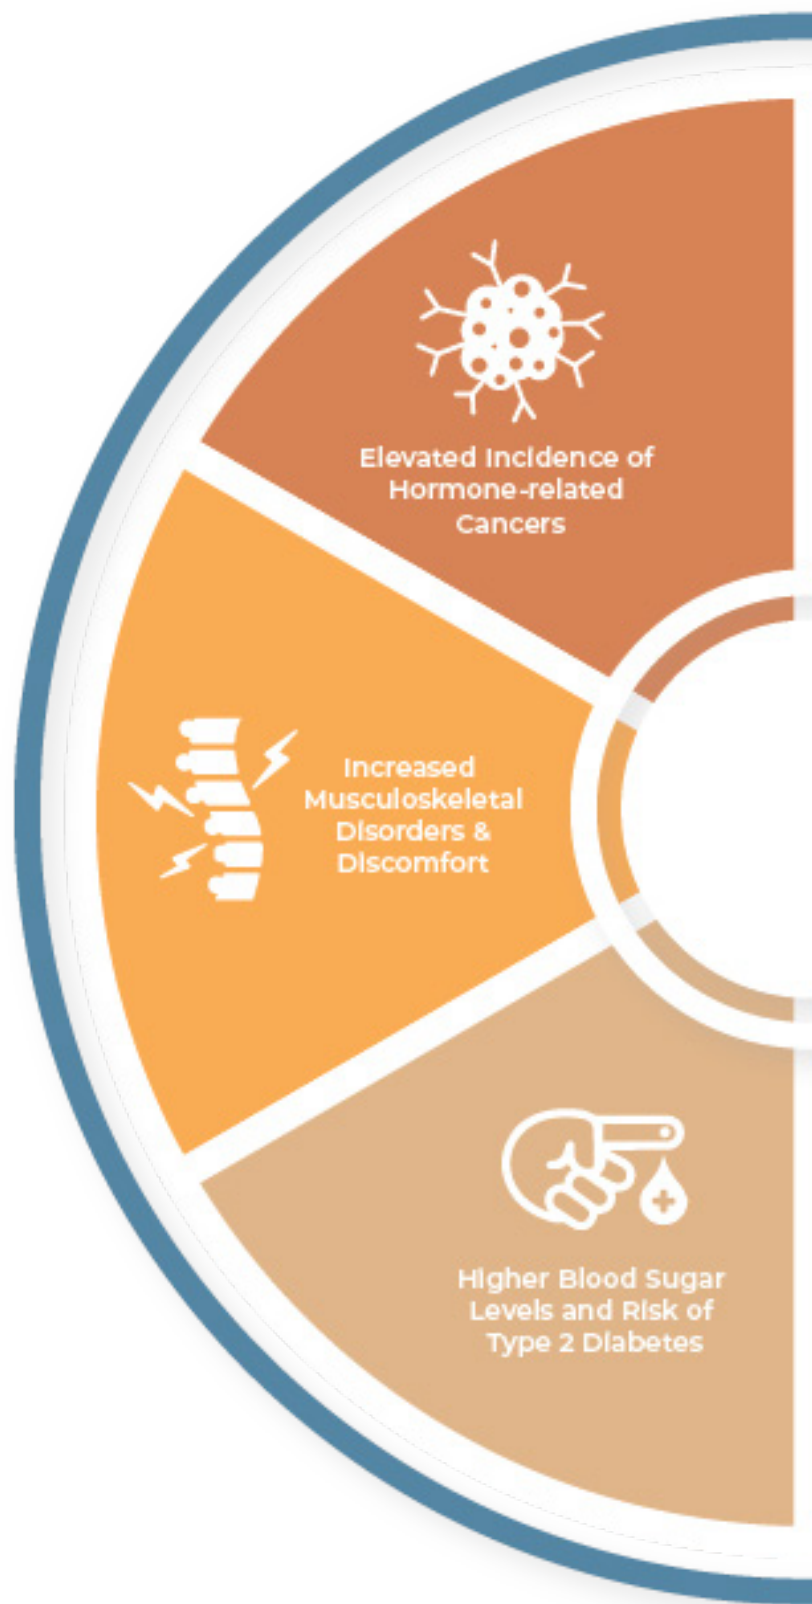 Elevated Incidence of
Hormone-related
Cancers
Increased
Musculoskeletal
Disorders &
Discomfort
Higher Blood Sugar
Levels and Risk of
Type 2 Diabetes